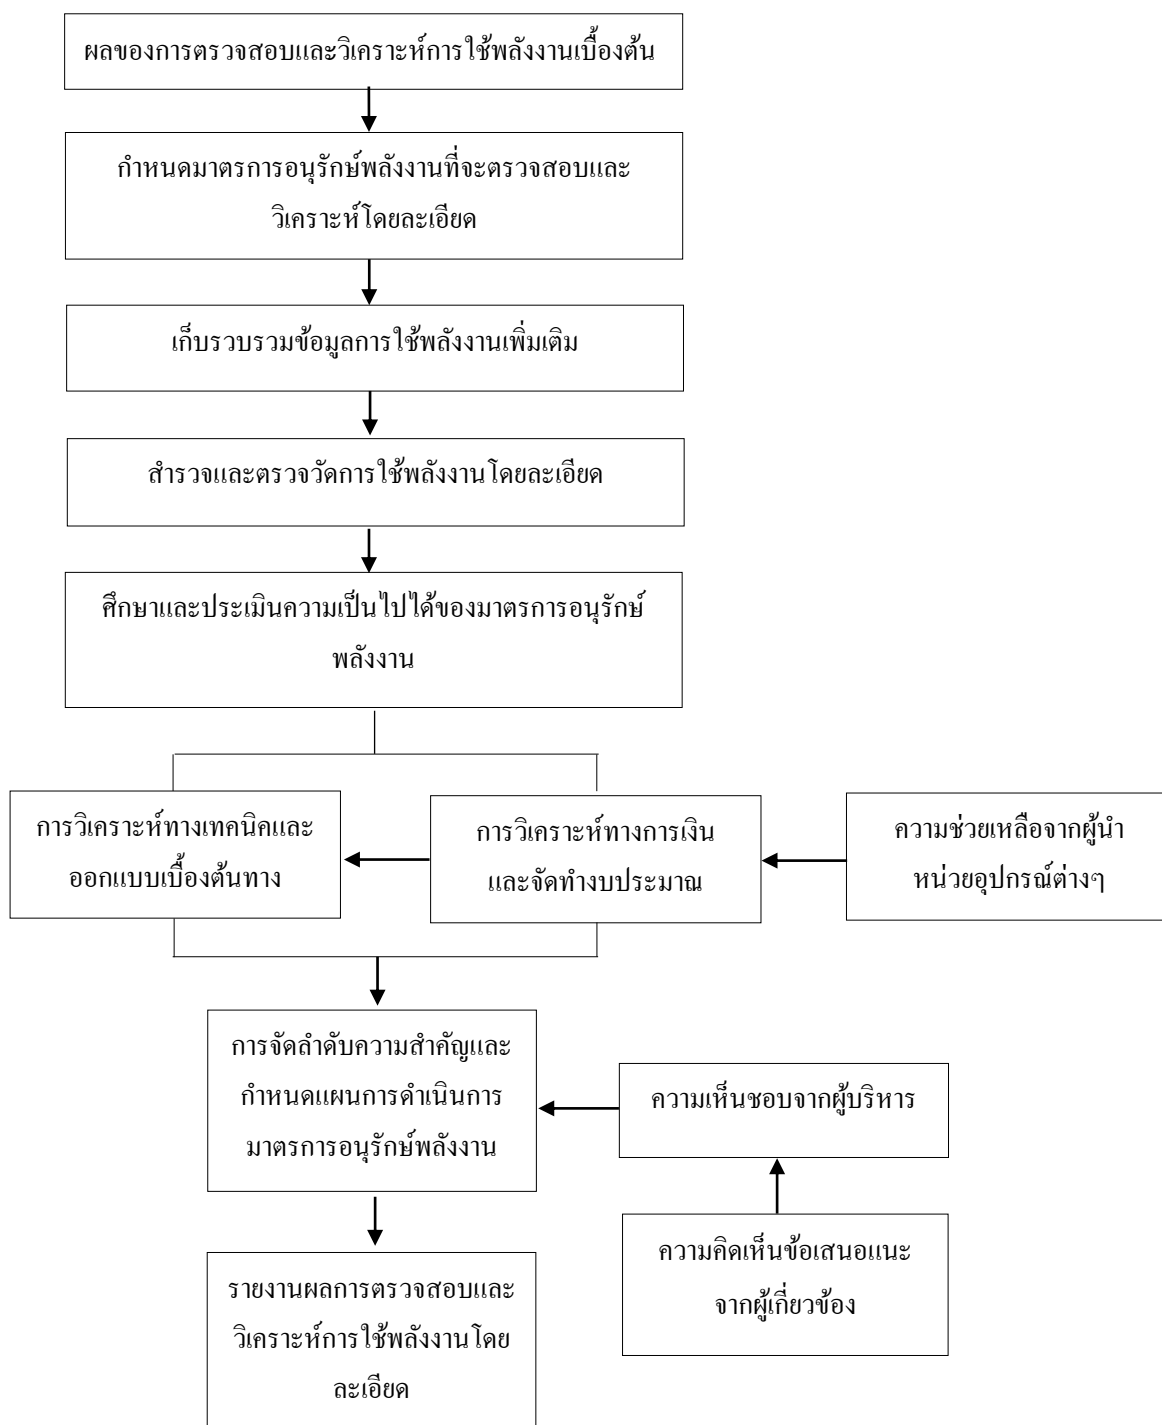 ผลของการตรวจสอบและวิเคราะห์การใช้พลังงานเบื้องต้น
กำหนดมาตรการอนุรักษ์พลังงานที่จะตรวจสอบและ
วิเคราะห์โดยละเอียด
เก็บรวบรวมข้อมูลการใช้พลังงานเพิ่มเติม
สำรวจและตรวจวัดการใช้พลังงานโดยละเอียด
ศึกษาและประเมินความเป็นไปได้ของมาตรการอนุรักษ์
พลังงาน
การวิเคราะห์ทางเทคนิคและ
ออกแบบเบื้องต้นทาง
การวิเคราะห์ทางการเงิน
และจัดทำงบประมาณ
ความช่วยเหลือจากผู้นำ
หน่วยอุปกรณ์ต่างๆ
การจัดลำดับความสำคัญและ
กำหนดแผนการดำเนินการ
มาตรการอนุรักษ์พลังงาน
ความเห็นชอบจากผู้บริหาร
ความคิดเห็นข้อเสนอแนะ
จากผู้เกี่ยวข้อง
รายงานผลการตรวจสอบและ
วิเคราะห์การใช้พลังงานโดย
ละเอียด